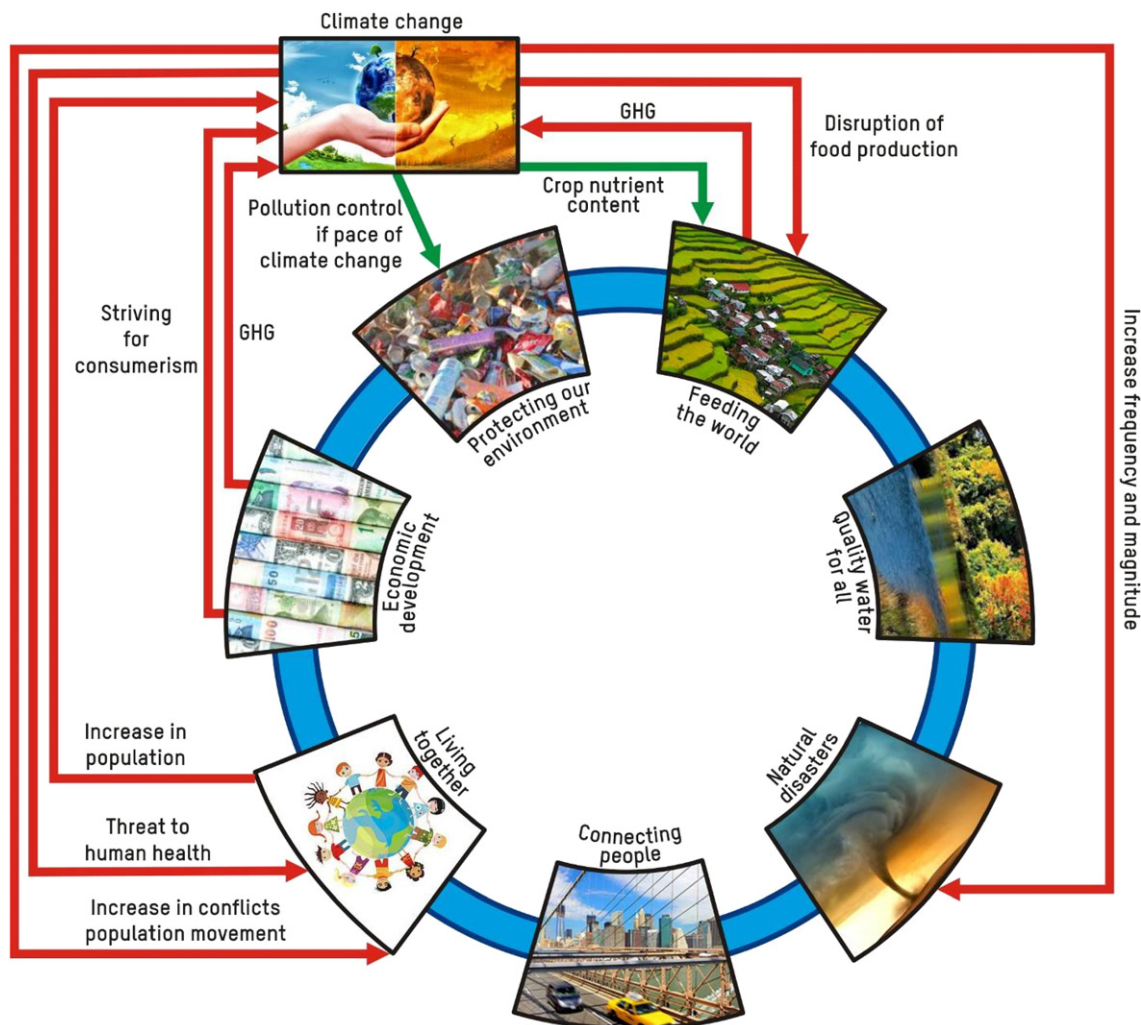 Climate change
GHG
Disruption of
food production
Crop nutrient
content
Pollution control
if pace of
climate change
Striving
for
consumerism
GHG
Increase frequency and magnitude
Protecting our
environment
Feeding
the world
Quality water
for all
Economic
development
Natural
disasters
Living
together
Connecting
people
Increase in
population
Threat to
human health
Increase in conflicts
population movement